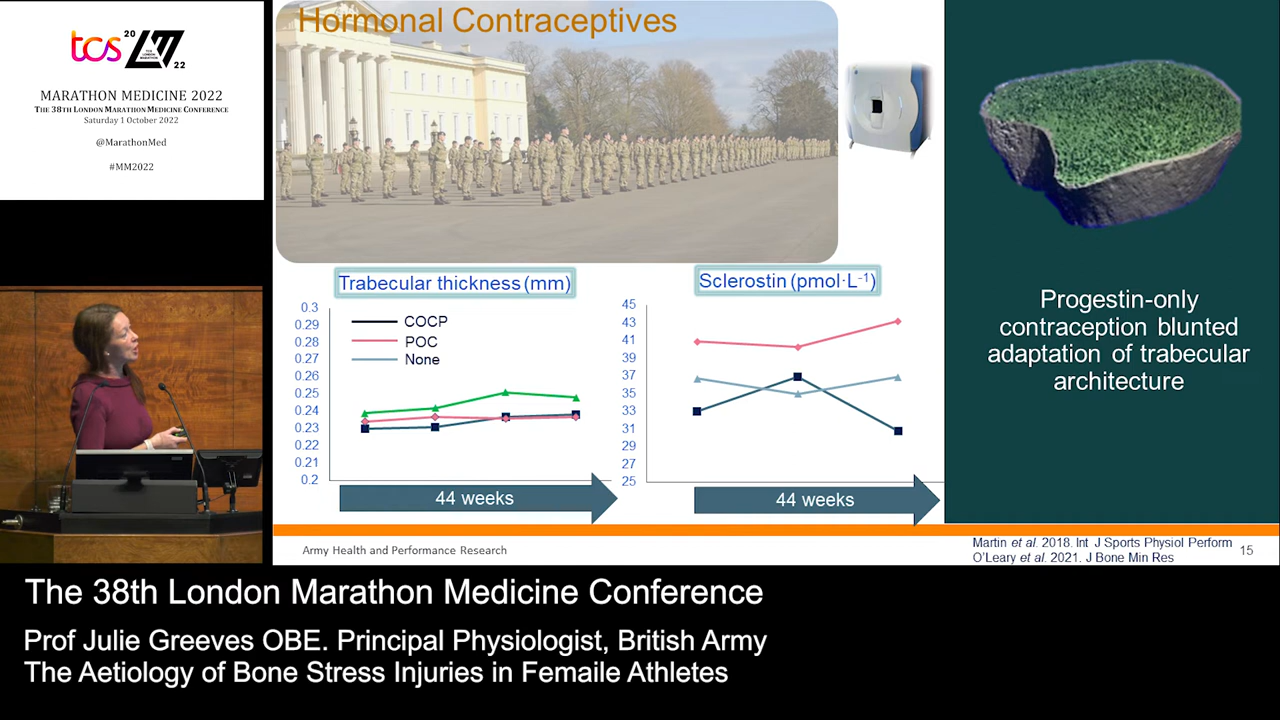 tcs 20 LM 22
TCS LONDON MARATHON
MARATHON MEDICINE 2022
THE 38TH LONDON MARATHON MEDICINE CONFERENCE
Saturday 1 October 2022
@MarathonMed
#MM2022
Hormonal Contraceptives
Trabecular thickness (mm)
0.3
0.29
0.28
0.27
0.26
0.25
0.24
0.23
0.22
0.21
0.2
COCP
POC
None
44 weeks
Sclerostin (pmol·L-1)
45
43
41
39
37
35
33
31
29
27
25
44 weeks
Progestin-only
contraception blunted
adaptation of trabecular
architecture
Army Health and Performance Research
Martin et al. 2018. Int J Sports Physiol Perform
O'Leary et al. 2021. J Bone Min Res
15
The 38th London Marathon Medicine Conference
Prof Julie Greeves OBE. Principal Physiologist, British Army
The Aetiology of Bone Stress Injuries in Femaile Athletes